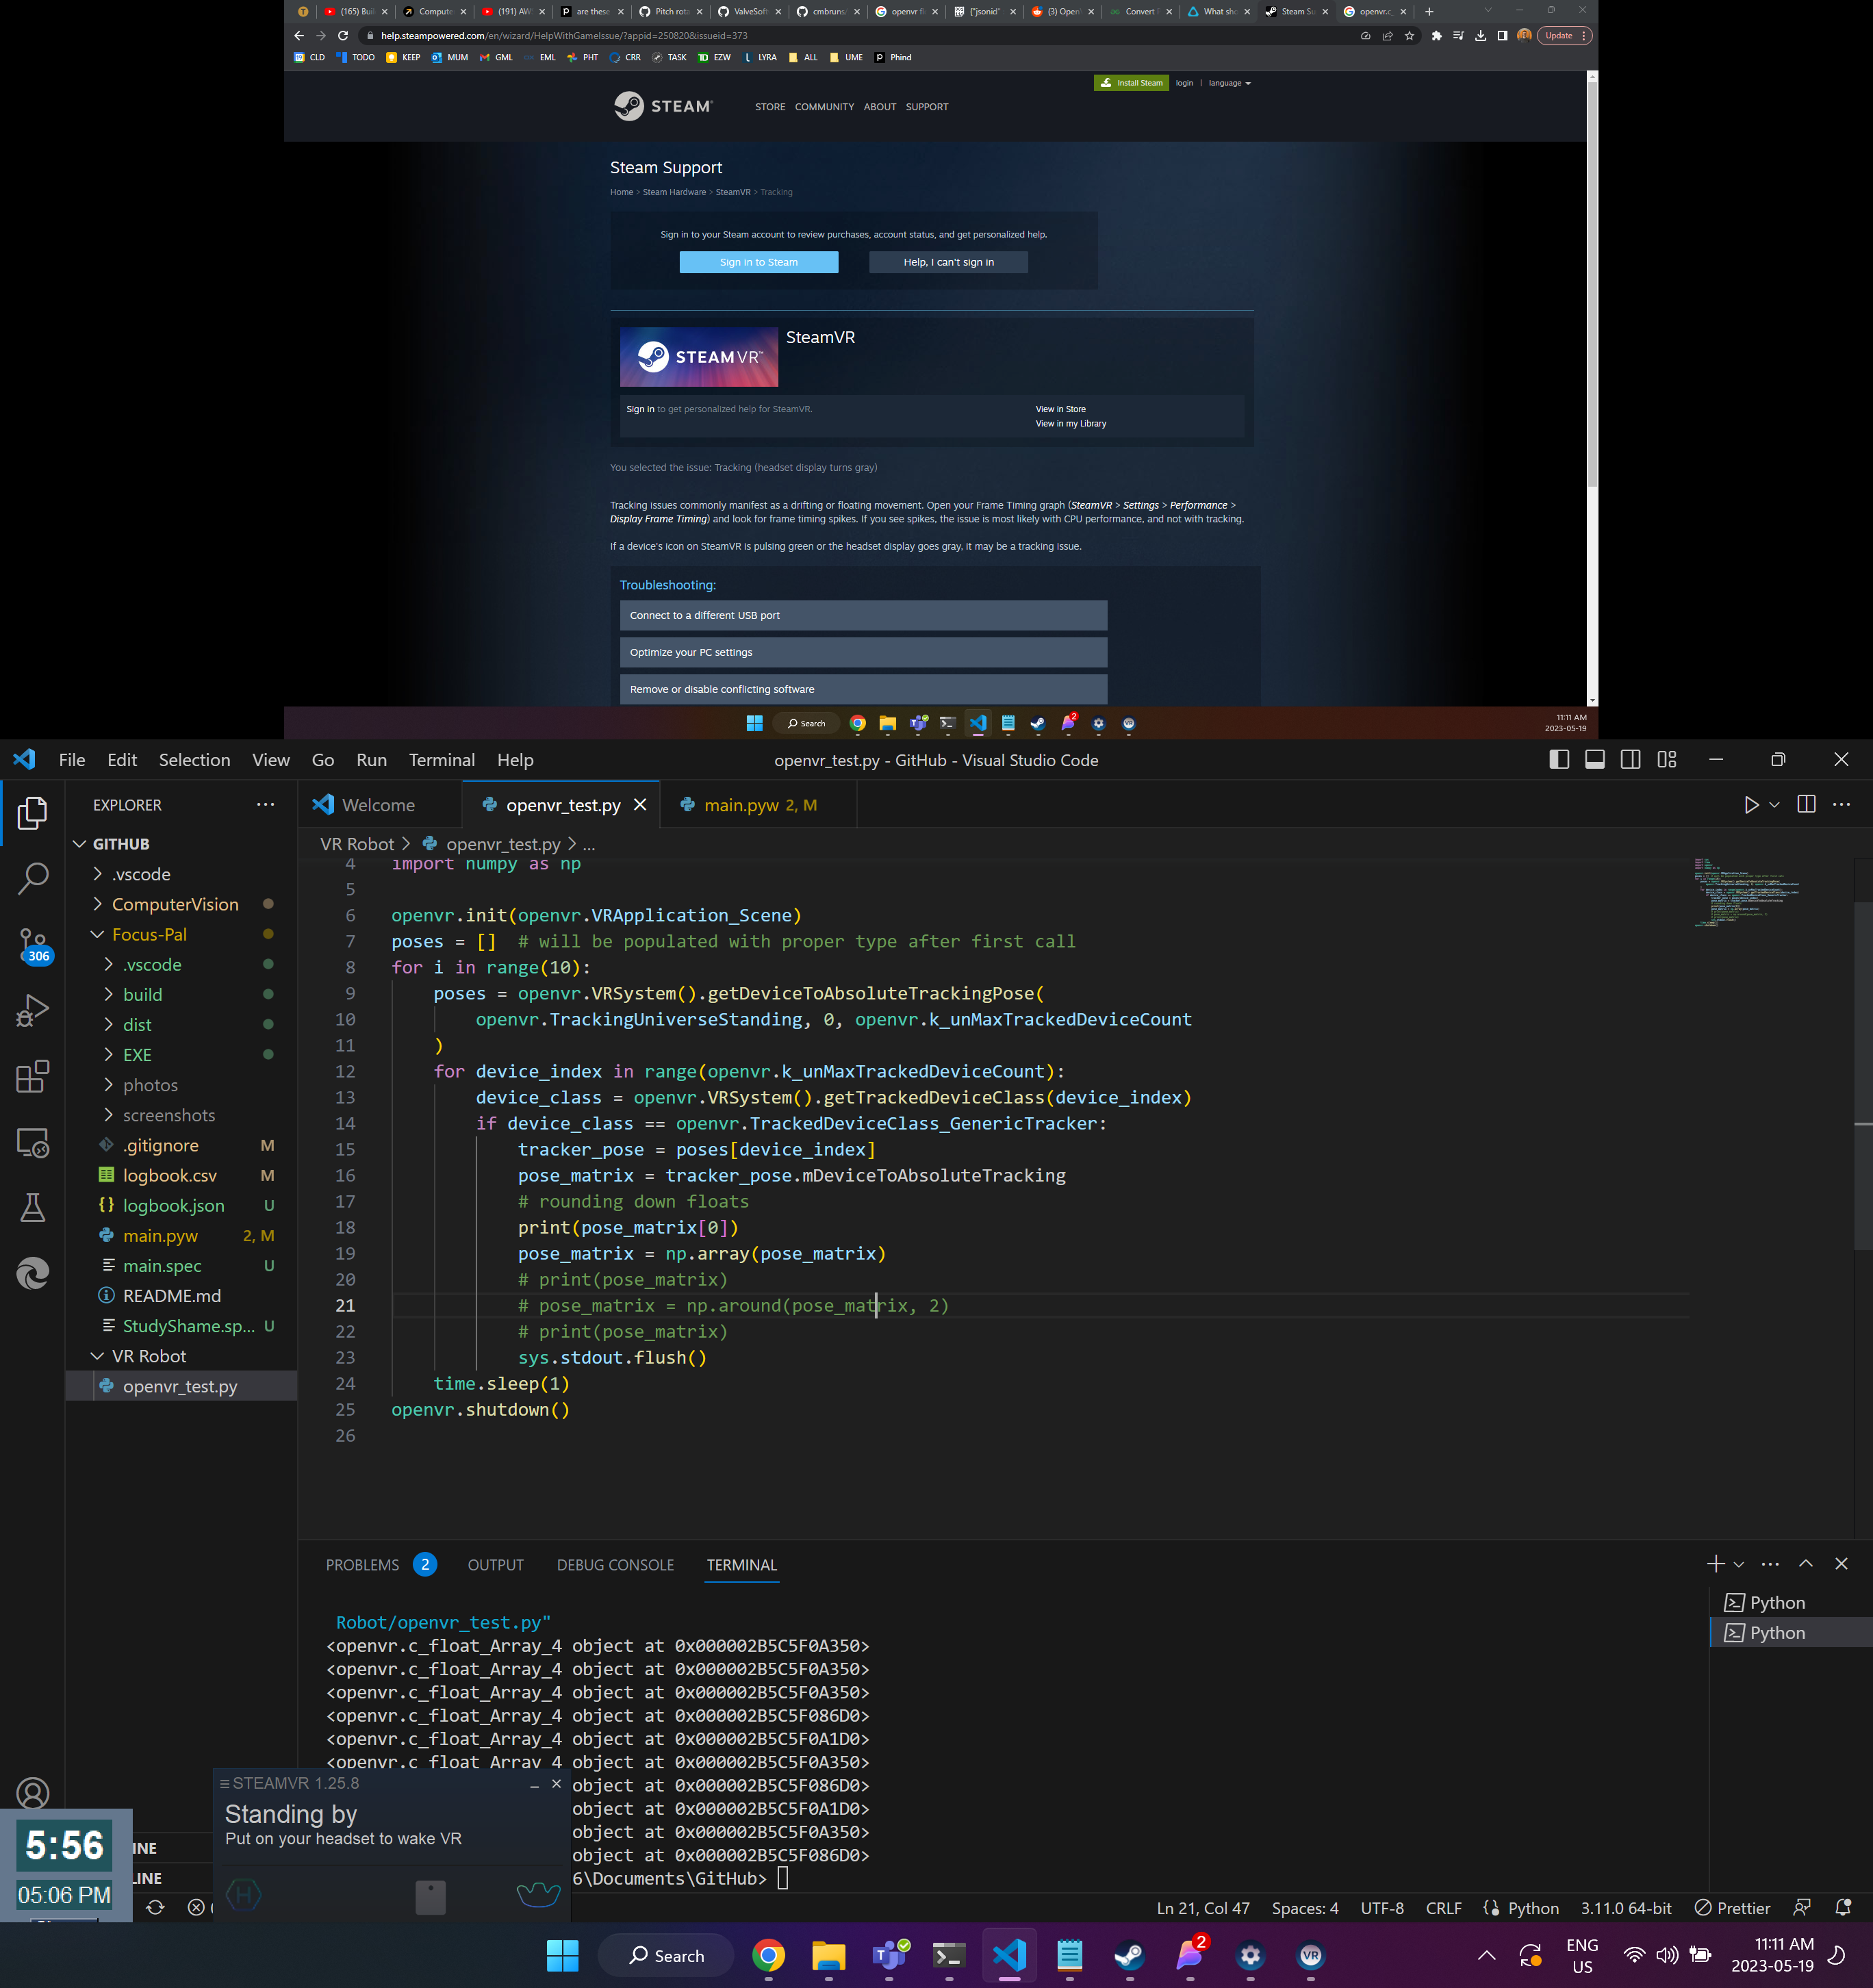 (165) Bui
Compute
(191) AW
are these
Pitch rot
ValveSoft
cmbruns/
openvr fl
{"jsonid"
(3) Open
Convert
What sh
Steam Su
openvr.c
help.steampowered.com/en/wizard/HelpWithGameIssue/?appid=250820&issueid=373
Update
CLD TODO KEEP MUM GML EML PHT CRR TASK EZW LYRA ALL UME Phind
Install Steam login | language
STEAM
STORE COMMUNITY ABOUT SUPPORT
Steam Support
Home > Steam Hardware > SteamVR > Tracking
Sign in to your Steam account to review purchases, account status, and get personalized help.
Sign in to Steam
Help, I can't sign in
STEAMVR™
SteamVR
Sign in to get personalized help for SteamVR.
View in Store
View in my Library
You selected the issue: Tracking (headset display turns gray)
Tracking issues commonly manifest as a drifting or floating movement. Open your Frame Timing graph (SteamVR > Settings > Performance >
Display Frame Timing) and look for frame timing spikes. If you see spikes, the issue is most likely with CPU performance, and not with tracking.
If a device's icon on SteamVR is pulsing green or the headset display goes gray, it may be a tracking issue.
Troubleshooting:
Connect to a different USB port
Optimize your PC settings
Remove or disable conflicting software
Search
2
11:11 AM
2023-05-19
File Edit Selection View Go Run Terminal Help
openvr_test.py - GitHub - Visual Studio Code
EXPLORER
GITHUB
.vscode
ComputerVision
Focus-Pal
.vscode
build
dist
EXE
photos
screenshots
.gitignore M
logbook.csv M
logbook.json U
main.pyw 2, M
main.spec U
README.md
StudyShame.sp... U
VR Robot
openvr_test.py
306
Welcome
openvr_test.py
main.pyw 2, M
VR Robot > openvr_test.py > ...
4 import numpy as np
5
6 openvr.init(openvr.VRApplication_Scene)
7 poses = [] # will be populated with proper type after first call
8 for i in range(10):
9 poses = openvr.VRSystem().getDeviceToAbsoluteTrackingPose(
10 openvr.TrackingUniverseStanding, 0, openvr.k_unMaxTrackedDeviceCount
11 )
12 for device_index in range(openvr.k_unMaxTrackedDeviceCount):
13 device_class = openvr.VRSystem().getTrackedDeviceClass(device_index)
14 if device_class == openvr.TrackedDeviceClass_GenericTracker:
15 tracker_pose = poses[device_index]
16 pose_matrix = tracker_pose.mDeviceToAbsoluteTracking
17 # rounding down floats
18 print(pose_matrix[0])
19 pose_matrix = np.array(pose_matrix)
20 # print(pose_matrix)
21 # pose_matrix = np.around(pose_matrix, 2)
22 # print(pose_matrix)
23 sys.stdout.flush()
24 time.sleep(1)
25 openvr.shutdown()
26
PROBLEMS 2 OUTPUT DEBUG CONSOLE TERMINAL
Python
Python
Robot/openvr_test.py"
<openvr.c_float_Array_4 object at 0x000002B5C5F0A350>
<openvr.c_float_Array_4 object at 0x000002B5C5F0A350>
<openvr.c_float_Array_4 object at 0x000002B5C5F0A350>
<openvr.c_float_Array_4 object at 0x000002B5C5F086D0>
<openvr.c_float_Array_4 object at 0x000002B5C5F0A1D0>
<openvr.c_float_Array_4 object at 0x000002B5C5F0A350>
object at 0x000002B5C5F086D0>
object at 0x000002B5C5F0A1D0>
object at 0x000002B5C5F0A350>
object at 0x000002B5C5F086D0>
6\Documents\GitHub>
STEAMVR 1.25.8
Standing by
Put on your headset to wake VR
5:56
05:06 PM
INE
LINE
Ln 21, Col 47 Spaces: 4 UTF-8 CRLF Python 3.11.0 64-bit Prettier
Search
2
VR
ENG
US
11:11 AM
2023-05-19